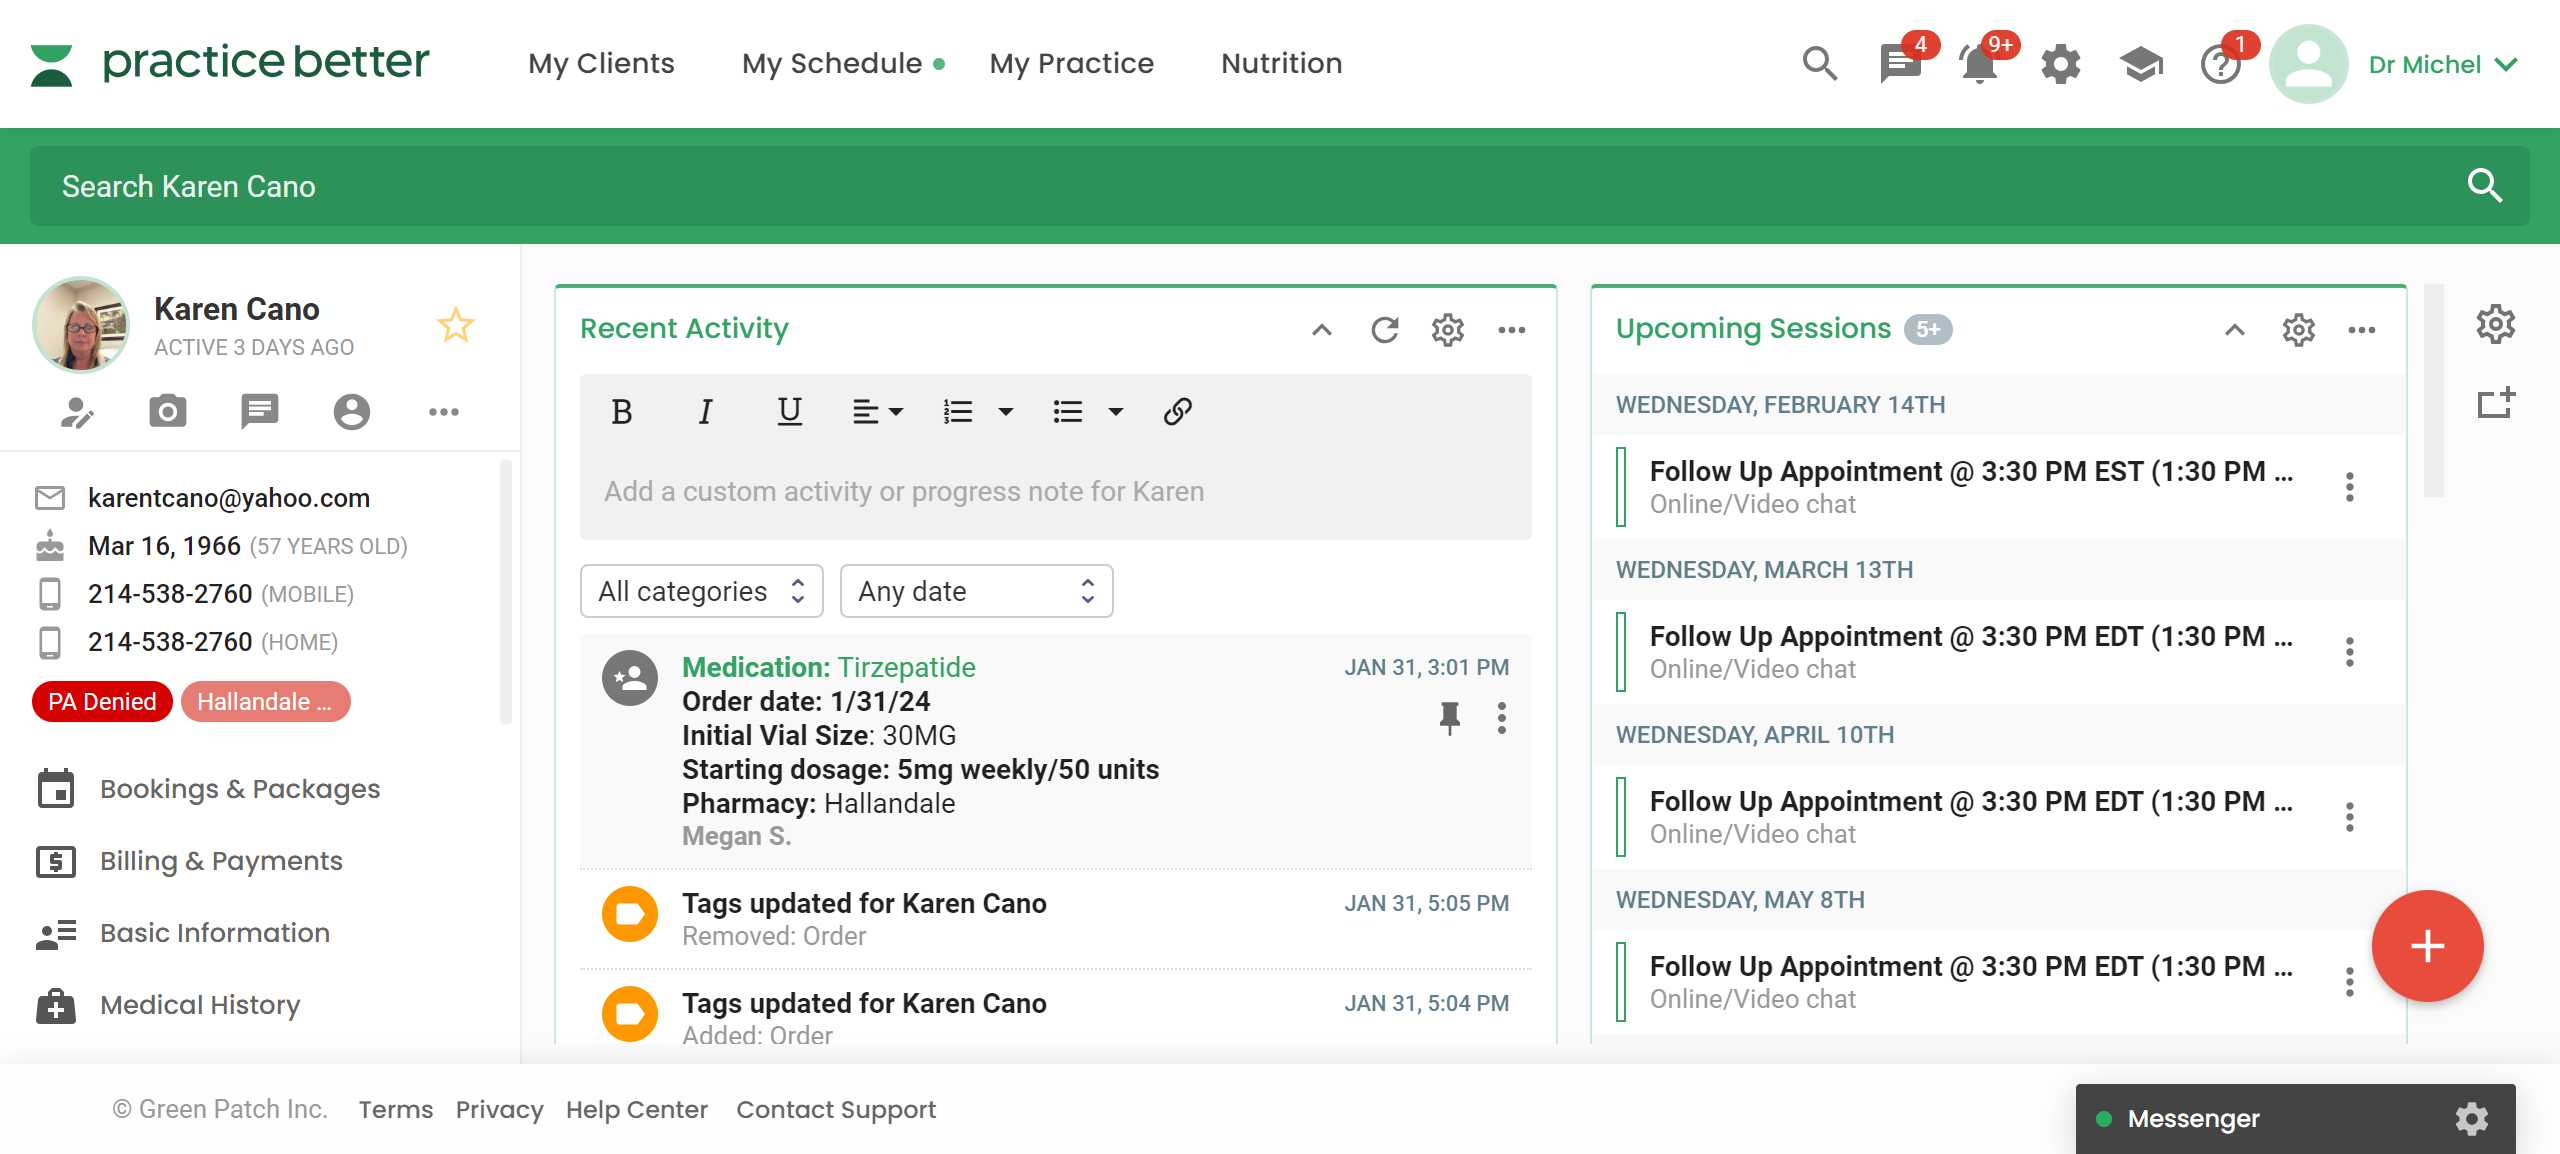 practice better
My Clients
My Schedule
My Practice
Nutrition
4
9+
1
Dr Michel
Search Karen Cano
Karen Cano
ACTIVE 3 DAYS AGO
karentcano@yahoo.com
Mar 16, 1966 (57 YEARS OLD)
214-538-2760 (MOBILE)
214-538-2760 (HOME)
PA Denied
Hallandale ...
Bookings & Packages
Billing & Payments
Basic Information
Medical History
Recent Activity
B I U
Add a custom activity or progress note for Karen
All categories
Any date
Medication: Tirzepatide
JAN 31, 3:01 PM
Order date: 1/31/24
Initial Vial Size: 30MG
Starting dosage: 5mg weekly/50 units
Pharmacy: Hallandale
Megan S.
Tags updated for Karen Cano
JAN 31, 5:05 PM
Removed: Order
Tags updated for Karen Cano
JAN 31, 5:04 PM
Added: Order
Upcoming Sessions 5+
WEDNESDAY, FEBRUARY 14TH
Follow Up Appointment @ 3:30 PM EST (1:30 PM ...
Online/Video chat
WEDNESDAY, MARCH 13TH
Follow Up Appointment @ 3:30 PM EDT (1:30 PM ...
Online/Video chat
WEDNESDAY, APRIL 10TH
Follow Up Appointment @ 3:30 PM EDT (1:30 PM ...
Online/Video chat
WEDNESDAY, MAY 8TH
Follow Up Appointment @ 3:30 PM EDT (1:30 PM ...
Online/Video chat
© Green Patch Inc.
Terms
Privacy
Help Center
Contact Support
Messenger